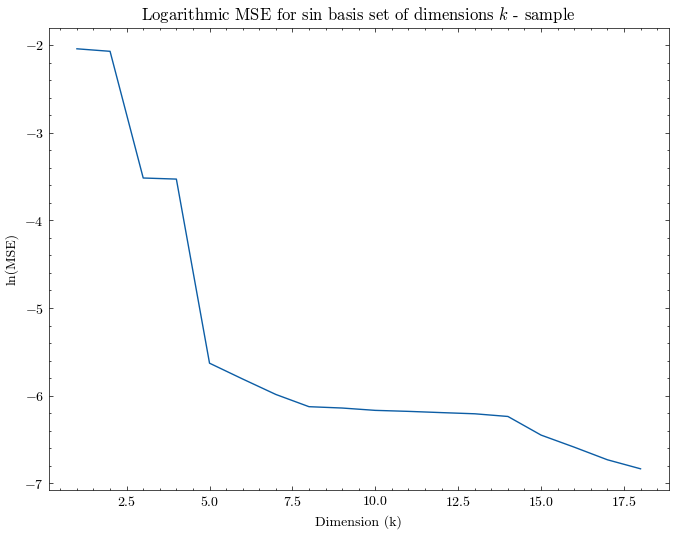 Logarithmic MSE for sin basis set of dimensions k - sample
−2
−3
−4
−5
−6
−7
ln(MSE)
2.5 5.0 7.5 10.0 12.5 15.0 17.5
Dimension (k)